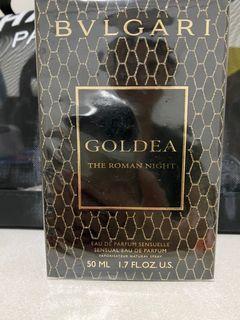 BVLGARI
GOLDEA
THE ROMAN NIGHT
EAU DE PARFUM SENSUELLE
SENSUAL EAU DE PARFUM
VAPORISATEUR NATURAL SPRAY
50 ML 1.7 FL.OZ. U.S.